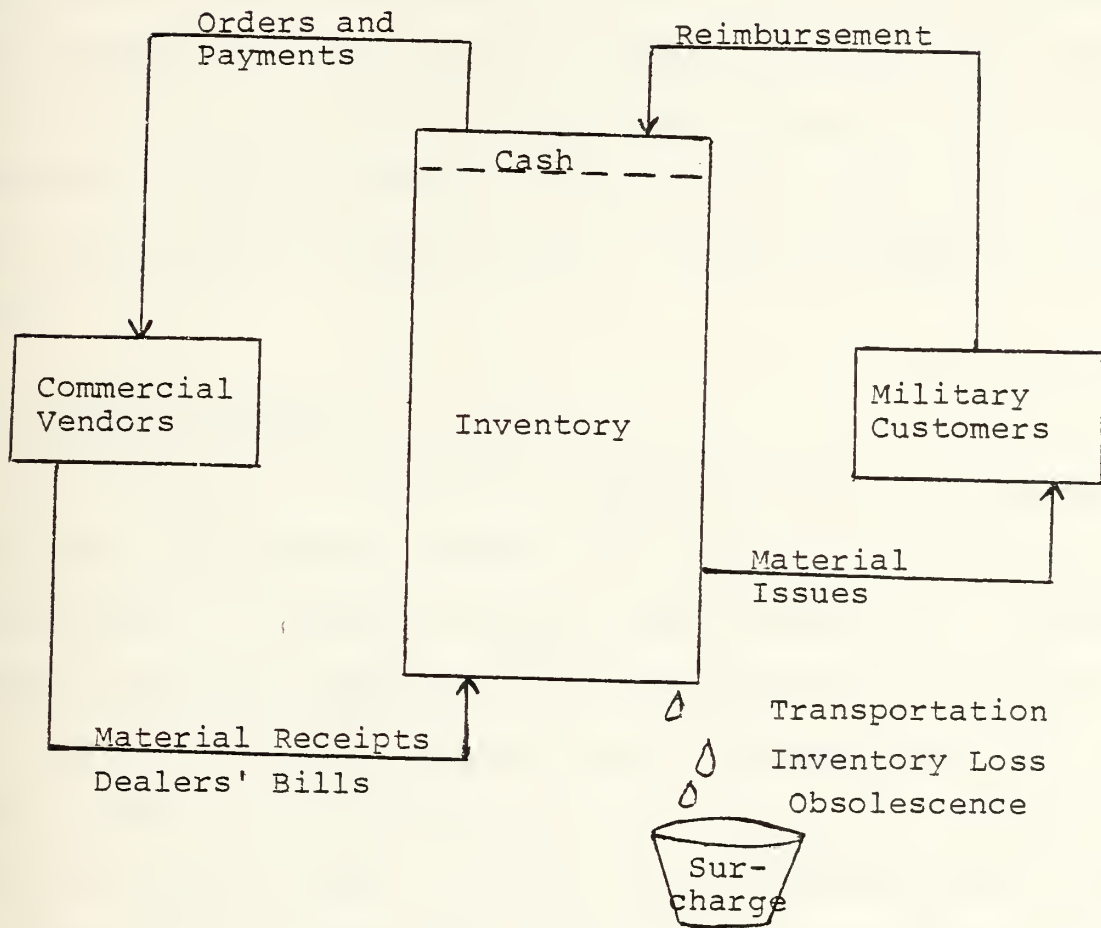 Orders and
Payments
Reimbursement
Cash
Commercial
Vendors
Inventory
Military
Customers
Material
Issues
Material Receipts
Dealers' Bills
Transportation
Inventory Loss
Obsolescence
Sur-
charge